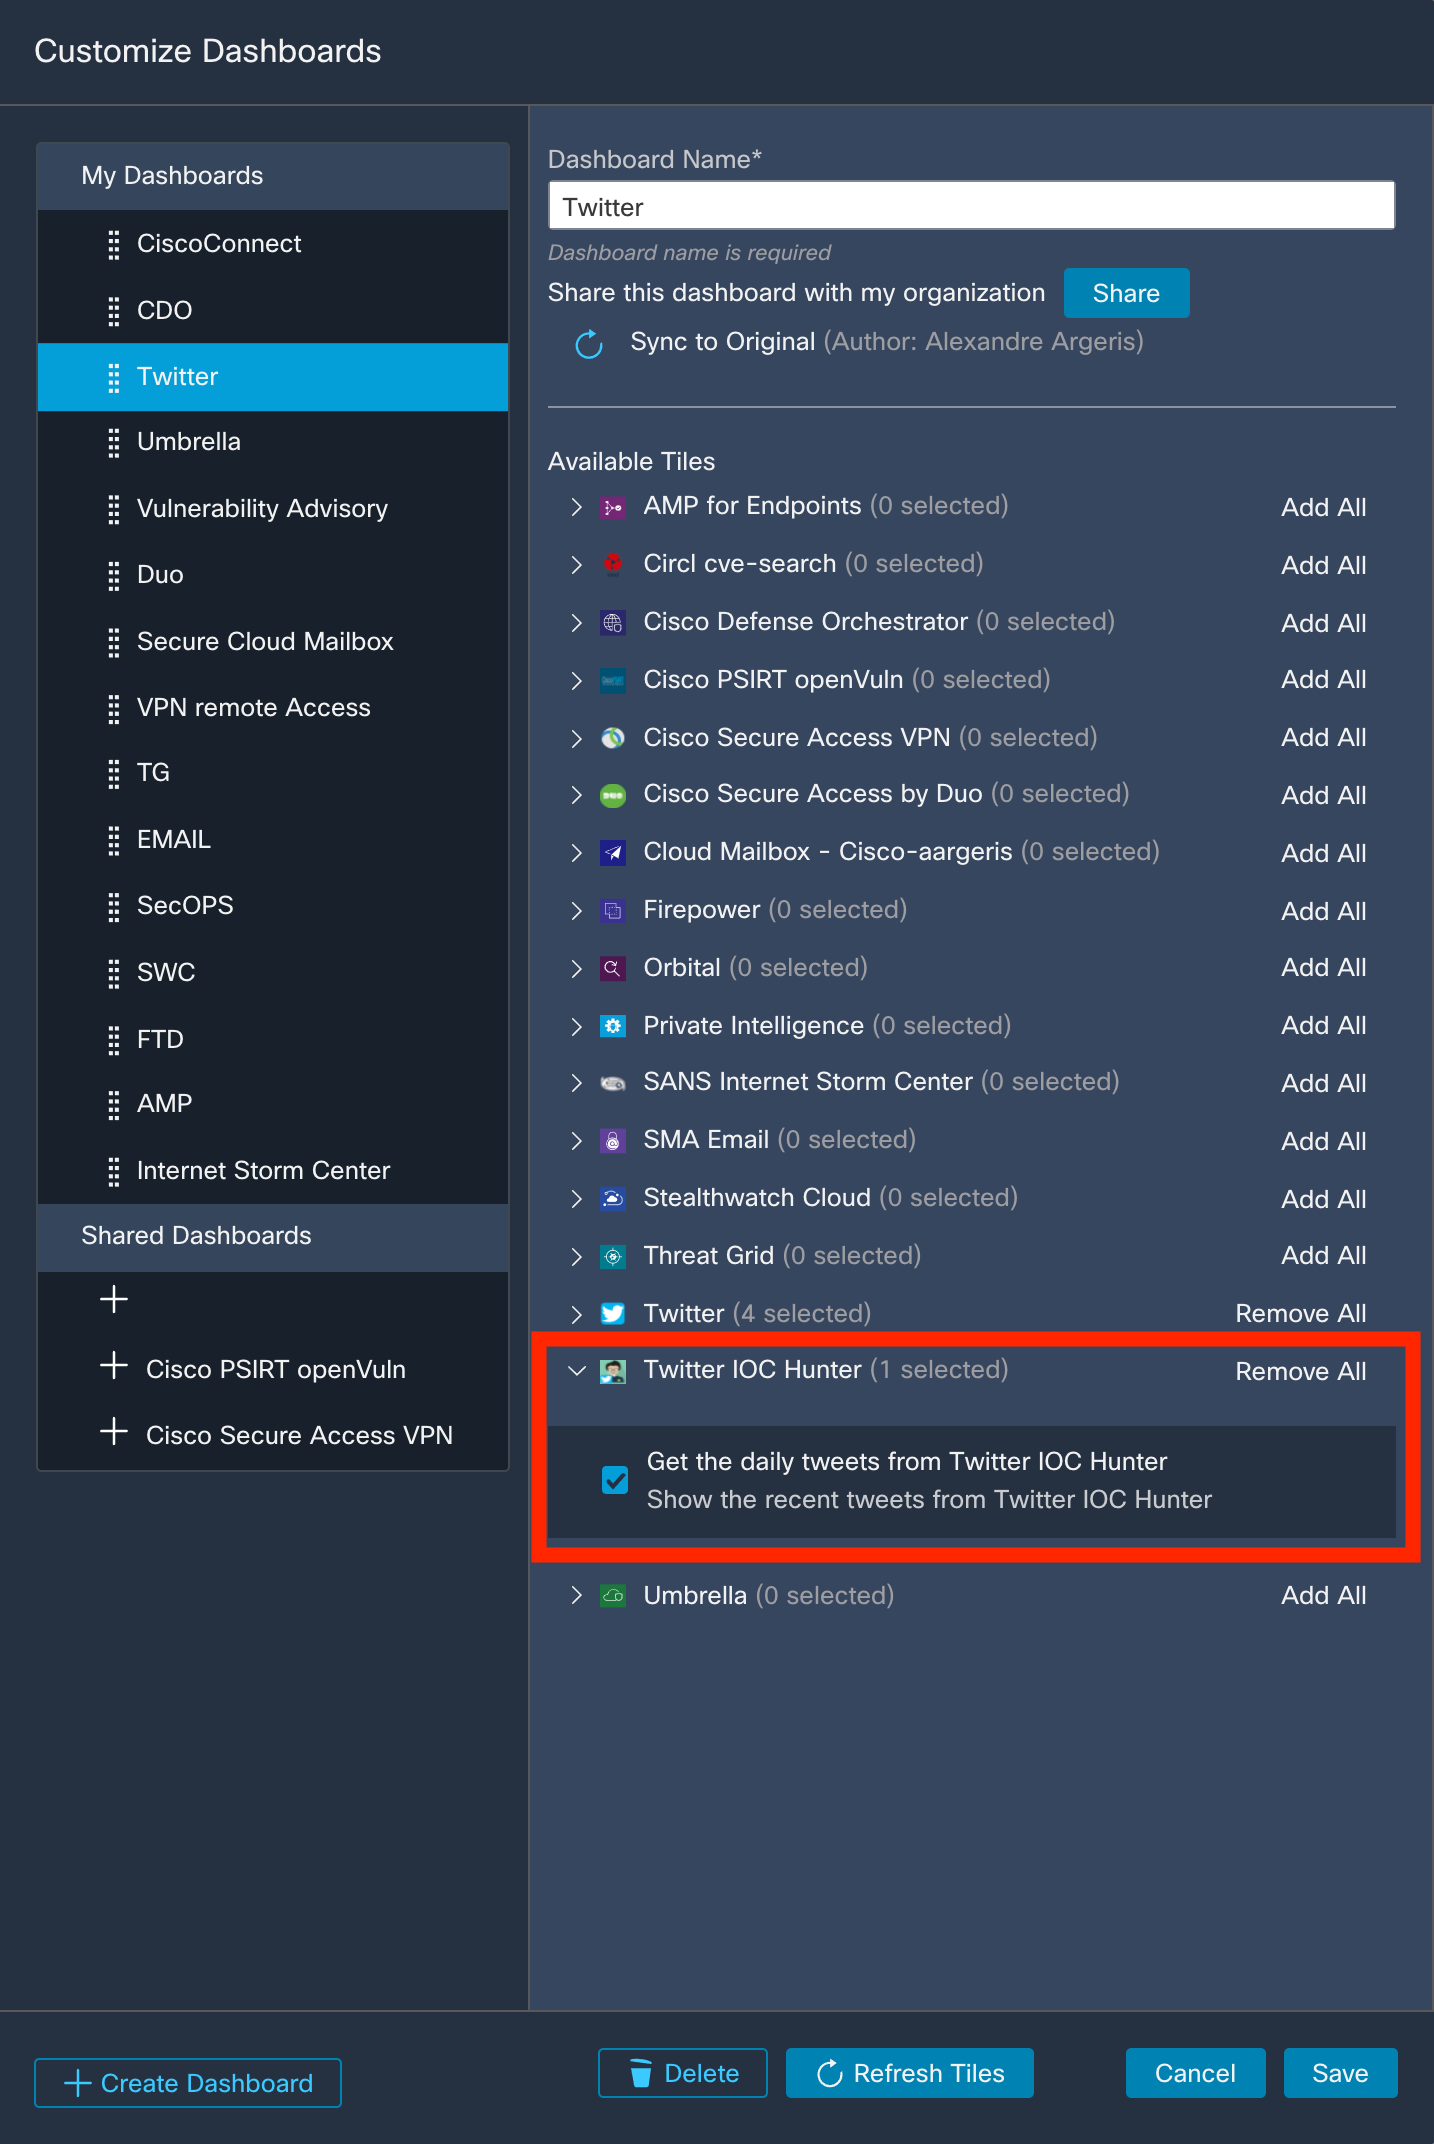 Customize Dashboards
My Dashboards
CiscoConnect
CDO
Twitter
Umbrella
Vulnerability Advisory
Duo
Secure Cloud Mailbox
VPN remote Access
TG
EMAIL
SecOPS
SWC
FTD
AMP
Internet Storm Center
Shared Dashboards
Cisco PSIRT openVuln
Cisco Secure Access VPN
Dashboard Name*
Twitter
Dashboard name is required
Share this dashboard with my organization Share
Sync to Original (Author: Alexandre Argeris)
Available Tiles
AMP for Endpoints (0 selected) Add All
Circl cve-search (0 selected) Add All
Cisco Defense Orchestrator (0 selected) Add All
Cisco PSIRT openVuln (0 selected) Add All
Cisco Secure Access VPN (0 selected) Add All
Cisco Secure Access by Duo (0 selected) Add All
Cloud Mailbox - Cisco-aargeris (0 selected) Add All
Firepower (0 selected) Add All
Orbital (0 selected) Add All
Private Intelligence (0 selected) Add All
SANS Internet Storm Center (0 selected) Add All
SMA Email (0 selected) Add All
Stealthwatch Cloud (0 selected) Add All
Threat Grid (0 selected) Add All
Twitter (4 selected) Remove All
Twitter IOC Hunter (1 selected) Remove All
Get the daily tweets from Twitter IOC Hunter
Show the recent tweets from Twitter IOC Hunter
Umbrella (0 selected) Add All
Create Dashboard Delete Refresh Tiles Cancel Save